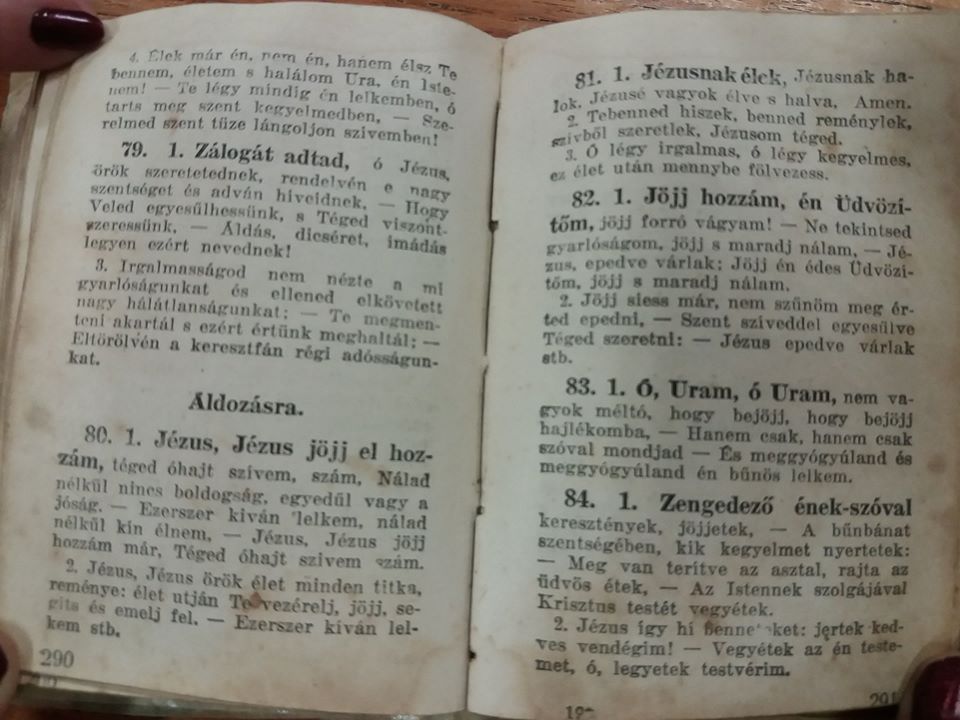 4. Élek már én, nem én, hanem élsz Te
bennem, életem s halálom Ura, én Iste-
nem! — Te légy mindig én lelkemben, ó
tarts meg szent kegyelmedben, — Sze-
relmed szent tüze lángoljon szivemben!
79. 1. Zálogát adtad, ó Jézus,
örök szeretetednek, rendelvén e nagy
szentséget és adván hiveidnek. — Hogy
Veled egyesűlhessünk, s Téged viszont-
szeressünk, — Áldás, dicséret, imádás
legyen ezért nevednek!
3. Irgalmasságod nem nézte a mi
gyarlóságunkat és ellened elkövetett
nagy hálátlanságunkat; — Te megmen-
teni akartál s ezért értünk meghaltál; —
Eltörölvén a keresztfán régi adósságun-
kat.
Áldozásra.
80. 1. Jézus, Jézus jöjj el hoz-
zám, téged óhajt szívem, szám, Nálad
nélkül nincs boldogság, egyedűl vagy a
jóság. — Ezerszer kíván lelkem, nálad
nélkül kín élnem, — Jézus, Jézus jöjj
hozzám már, Téged óhajt szivem szám.
2. Jézus, Jézus örök élet minden titka,
reménye: élet utján Te vezérelj, jöjj, se-
gíts és emelj fel, — Ezerszer kíván lel-
kem stb.
290
81. 1. Jézusnak élek, Jézusnak ha-
lok, Jézusé vagyok élve s halva, Amen.
2. Tebenned hiszek, benned reménylek,
szívből szeretlek, Jézusom téged.
3. Ó légy irgalmas, ó légy kegyelmes,
ez élet után mennybe fölvezess.
82. 1. Jöjj hozzám, én Üdvözí-
tőm, jöjj forró vágyam! — Ne tekintsed
gyarlóságom, jöjj s maradj nálam, — Jé-
zus, epedve várlak; Jöjj én édes Üdvözí-
tőm, jöjj s maradj nálam.
2. Jöjj siess már, nem szűnöm meg ér-
ted epedni, — Szent sziveddel egyesűlve
Téged szeretni: — Jézus epedve várlak
stb.
83. 1. Ó, Uram, ó Uram, nem va-
gyok méltó, hogy bejöjj, hogy bejöjj
hajlékomba, — Hanem csak, hanem csak
szóval mondjad — És meggyógyúland és
meggyógyúland én bűnös lelkem.
84. 1. Zengedező ének-szóval
keresztények, jöjjetek, — A bűnbánat
szentségében, kik kegyelmet nyertetek:
— Meg van terítve az asztal, rajta az
üdvös étek, — Az Istennek szolgájával
Krisztus testét vegyétek.
2. Jézus így hí benneteket: jertek ked-
ves vendégim! — Vegyétek az én teste-
met, ó, legyetek testvérim.